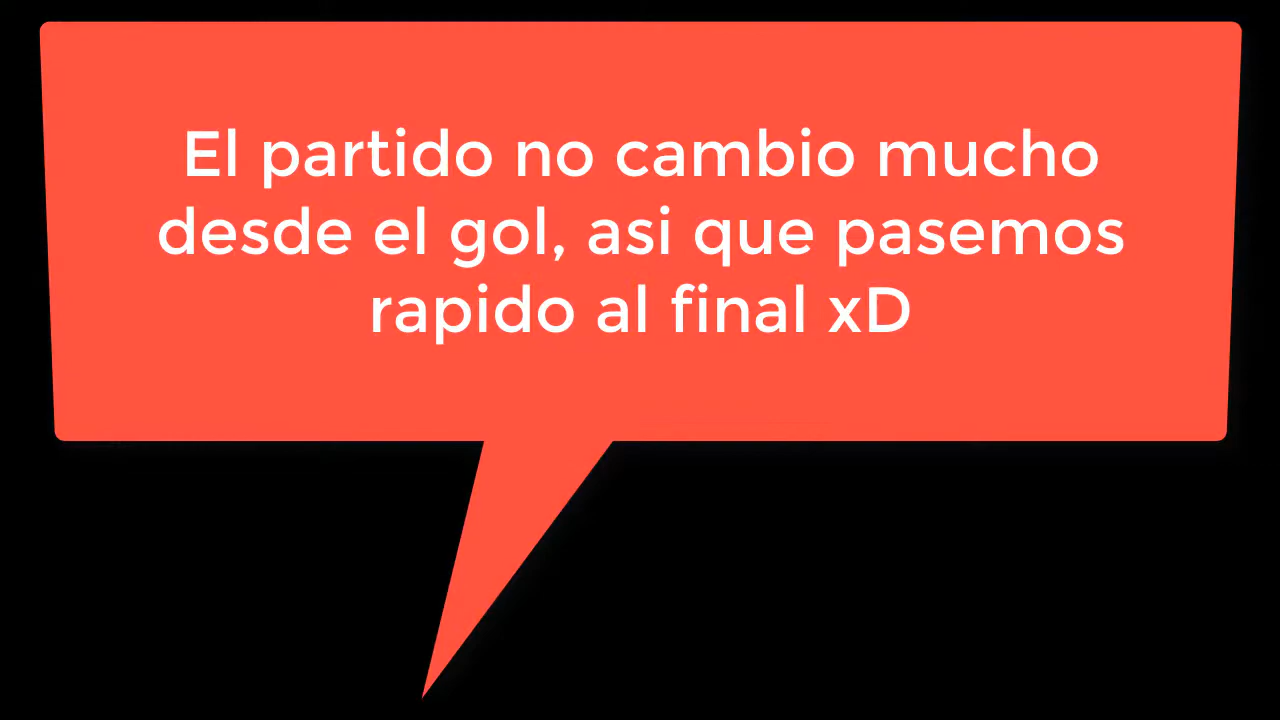 El partido no cambio mucho
desde el gol, asi que pasemos
rapido al final xD